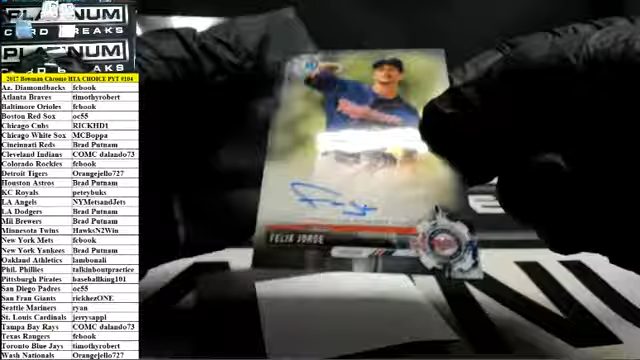 PLATINUM
CARD BREAKS
PLATINUM
BREAKS
2017 Bowman Chrome HTA CHOICE PYT #104
Az. Diamondbacks fcbook
Atlanta Braves timothyrobert
Baltimore Orioles fcbook
Boston Red Sox oc55
Chicago Cubs RICKHD1
Chicago White Sox MCBoppa
Cincinnati Reds Brad Putnam
Cleveland Indians COMC dalando73
Colorado Rockies fcbook
Detroit Tigers Orangejello727
Houston Astros Brad Putnam
KC Royals peteybuks
LA Angels NYMetsandJets
LA Dodgers Brad Putnam
Mil Brewers Brad Putnam
Minnesota Twins HawksN2Win
New York Mets fcbook
New York Yankees Brad Putnam
Oakland Athletics lambonali
Phil. Phillies talkinboutpractice
Pittsburgh Pirates baseballking101
San Diego Padres oc55
San Fran Giants rickhezONE
Seattle Mariners ryan
St. Louis Cardinals jerrysappl
Tampa Bay Rays COMC dalando73
Texas Rangers fcbook
Toronto Blue Jays timothyrobert
Wash Nationals Orangejello727
FELIX JORGE